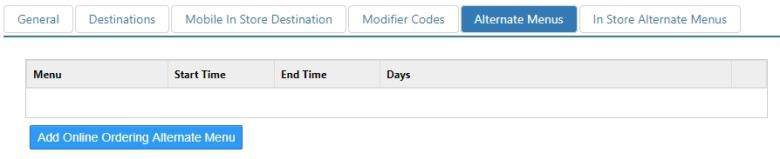 General Destinations Mobile In Store Destination Modifier Codes Alternate Menus In Store Alternate Menus
Menu Start Time End Time Days
Add Online Ordering Alternate Menu